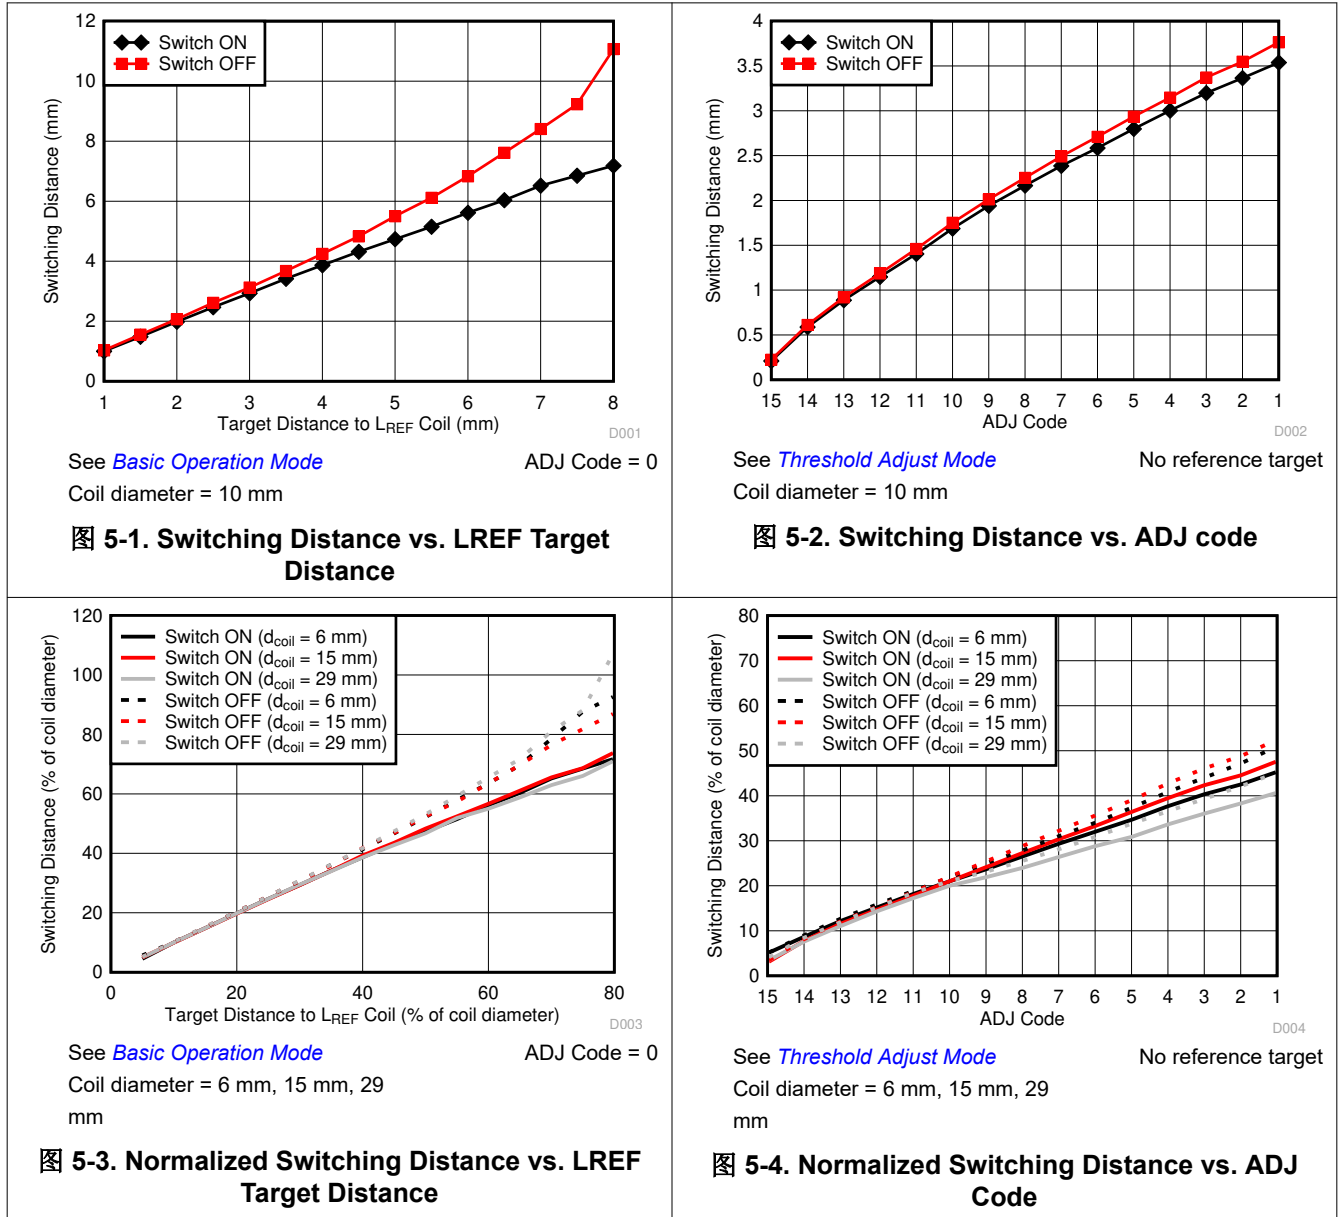 12
10
8
6
4
2
0
Switching Distance (mm)
Switch ON
Switch OFF
1 2 3 4 5 6 7 8
Target Distance to LREF Coil (mm)
D001
See Basic Operation Mode ADJ Code = 0
Coil diameter = 10 mm
图 5-1. Switching Distance vs. LREF Target
Distance
4
3.5
3
2.5
2
1.5
1
0.5
0
Switching Distance (mm)
Switch ON
Switch OFF
15 14 13 12 11 10 9 8 7 6 5 4 3 2 1
ADJ Code
D002
See Threshold Adjust Mode No reference target
Coil diameter = 10 mm
图 5-2. Switching Distance vs. ADJ code
120
100
80
60
40
20
0
Switching Distance (% of coil diameter)
Switch ON (dcoil = 6 mm)
Switch ON (dcoil = 15 mm)
Switch ON (dcoil = 29 mm)
Switch OFF (dcoil = 6 mm)
Switch OFF (dcoil = 15 mm)
Switch OFF (dcoil = 29 mm)
0 20 40 60 80
Target Distance to LREF Coil (% of coil diameter)
D003
See Basic Operation Mode ADJ Code = 0
Coil diameter = 6 mm, 15 mm, 29
mm
图 5-3. Normalized Switching Distance vs. LREF
Target Distance
80
70
60
50
40
30
20
10
0
Switching Distance (% of coil diameter)
Switch ON (dcoil = 6 mm)
Switch ON (dcoil = 15 mm)
Switch ON (dcoil = 29 mm)
Switch OFF (dcoil = 6 mm)
Switch OFF (dcoil = 15 mm)
Switch OFF (dcoil = 29 mm)
15 14 13 12 11 10 9 8 7 6 5 4 3 2 1
ADJ Code
D004
See Threshold Adjust Mode No reference target
Coil diameter = 6 mm, 15 mm, 29
mm
图 5-4. Normalized Switching Distance vs. ADJ
Code